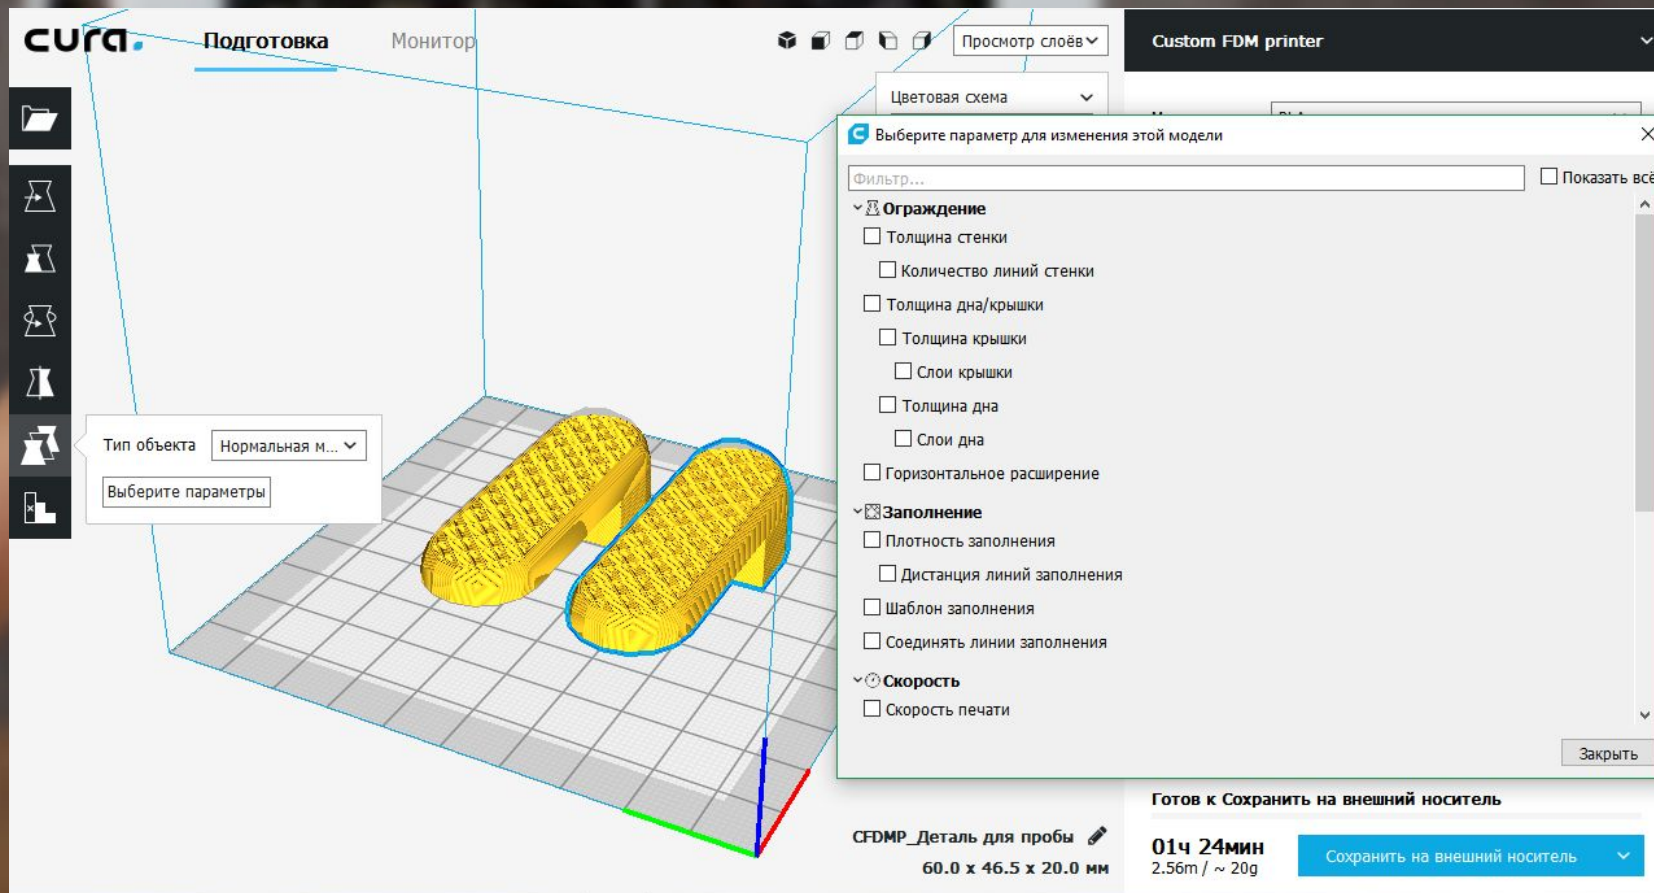 cura.
Подготовка
Монитор
Просмотр слоёв
Custom FDM printer
Цветовая схема
Выберите параметр для изменения этой модели
Фильтр...
Показать всё
Ограждение
Толщина стенки
Количество линий стенки
Толщина дна/крышки
Толщина крышки
Слои крышки
Толщина дна
Слои дна
Горизонтальное расширение
Заполнение
Плотность заполнения
Дистанция линий заполнения
Шаблон заполнения
Соединять линии заполнения
Скорость
Скорость печати
Закрыть
Тип объекта
Нормальная м...
Выберите параметры
CFDMP_Деталь для пробы
60.0 x 46.5 x 20.0 мм
Готов к Сохранить на внешний носитель
01ч 24мин
2.56m / ~ 20g
Сохранить на внешний носитель